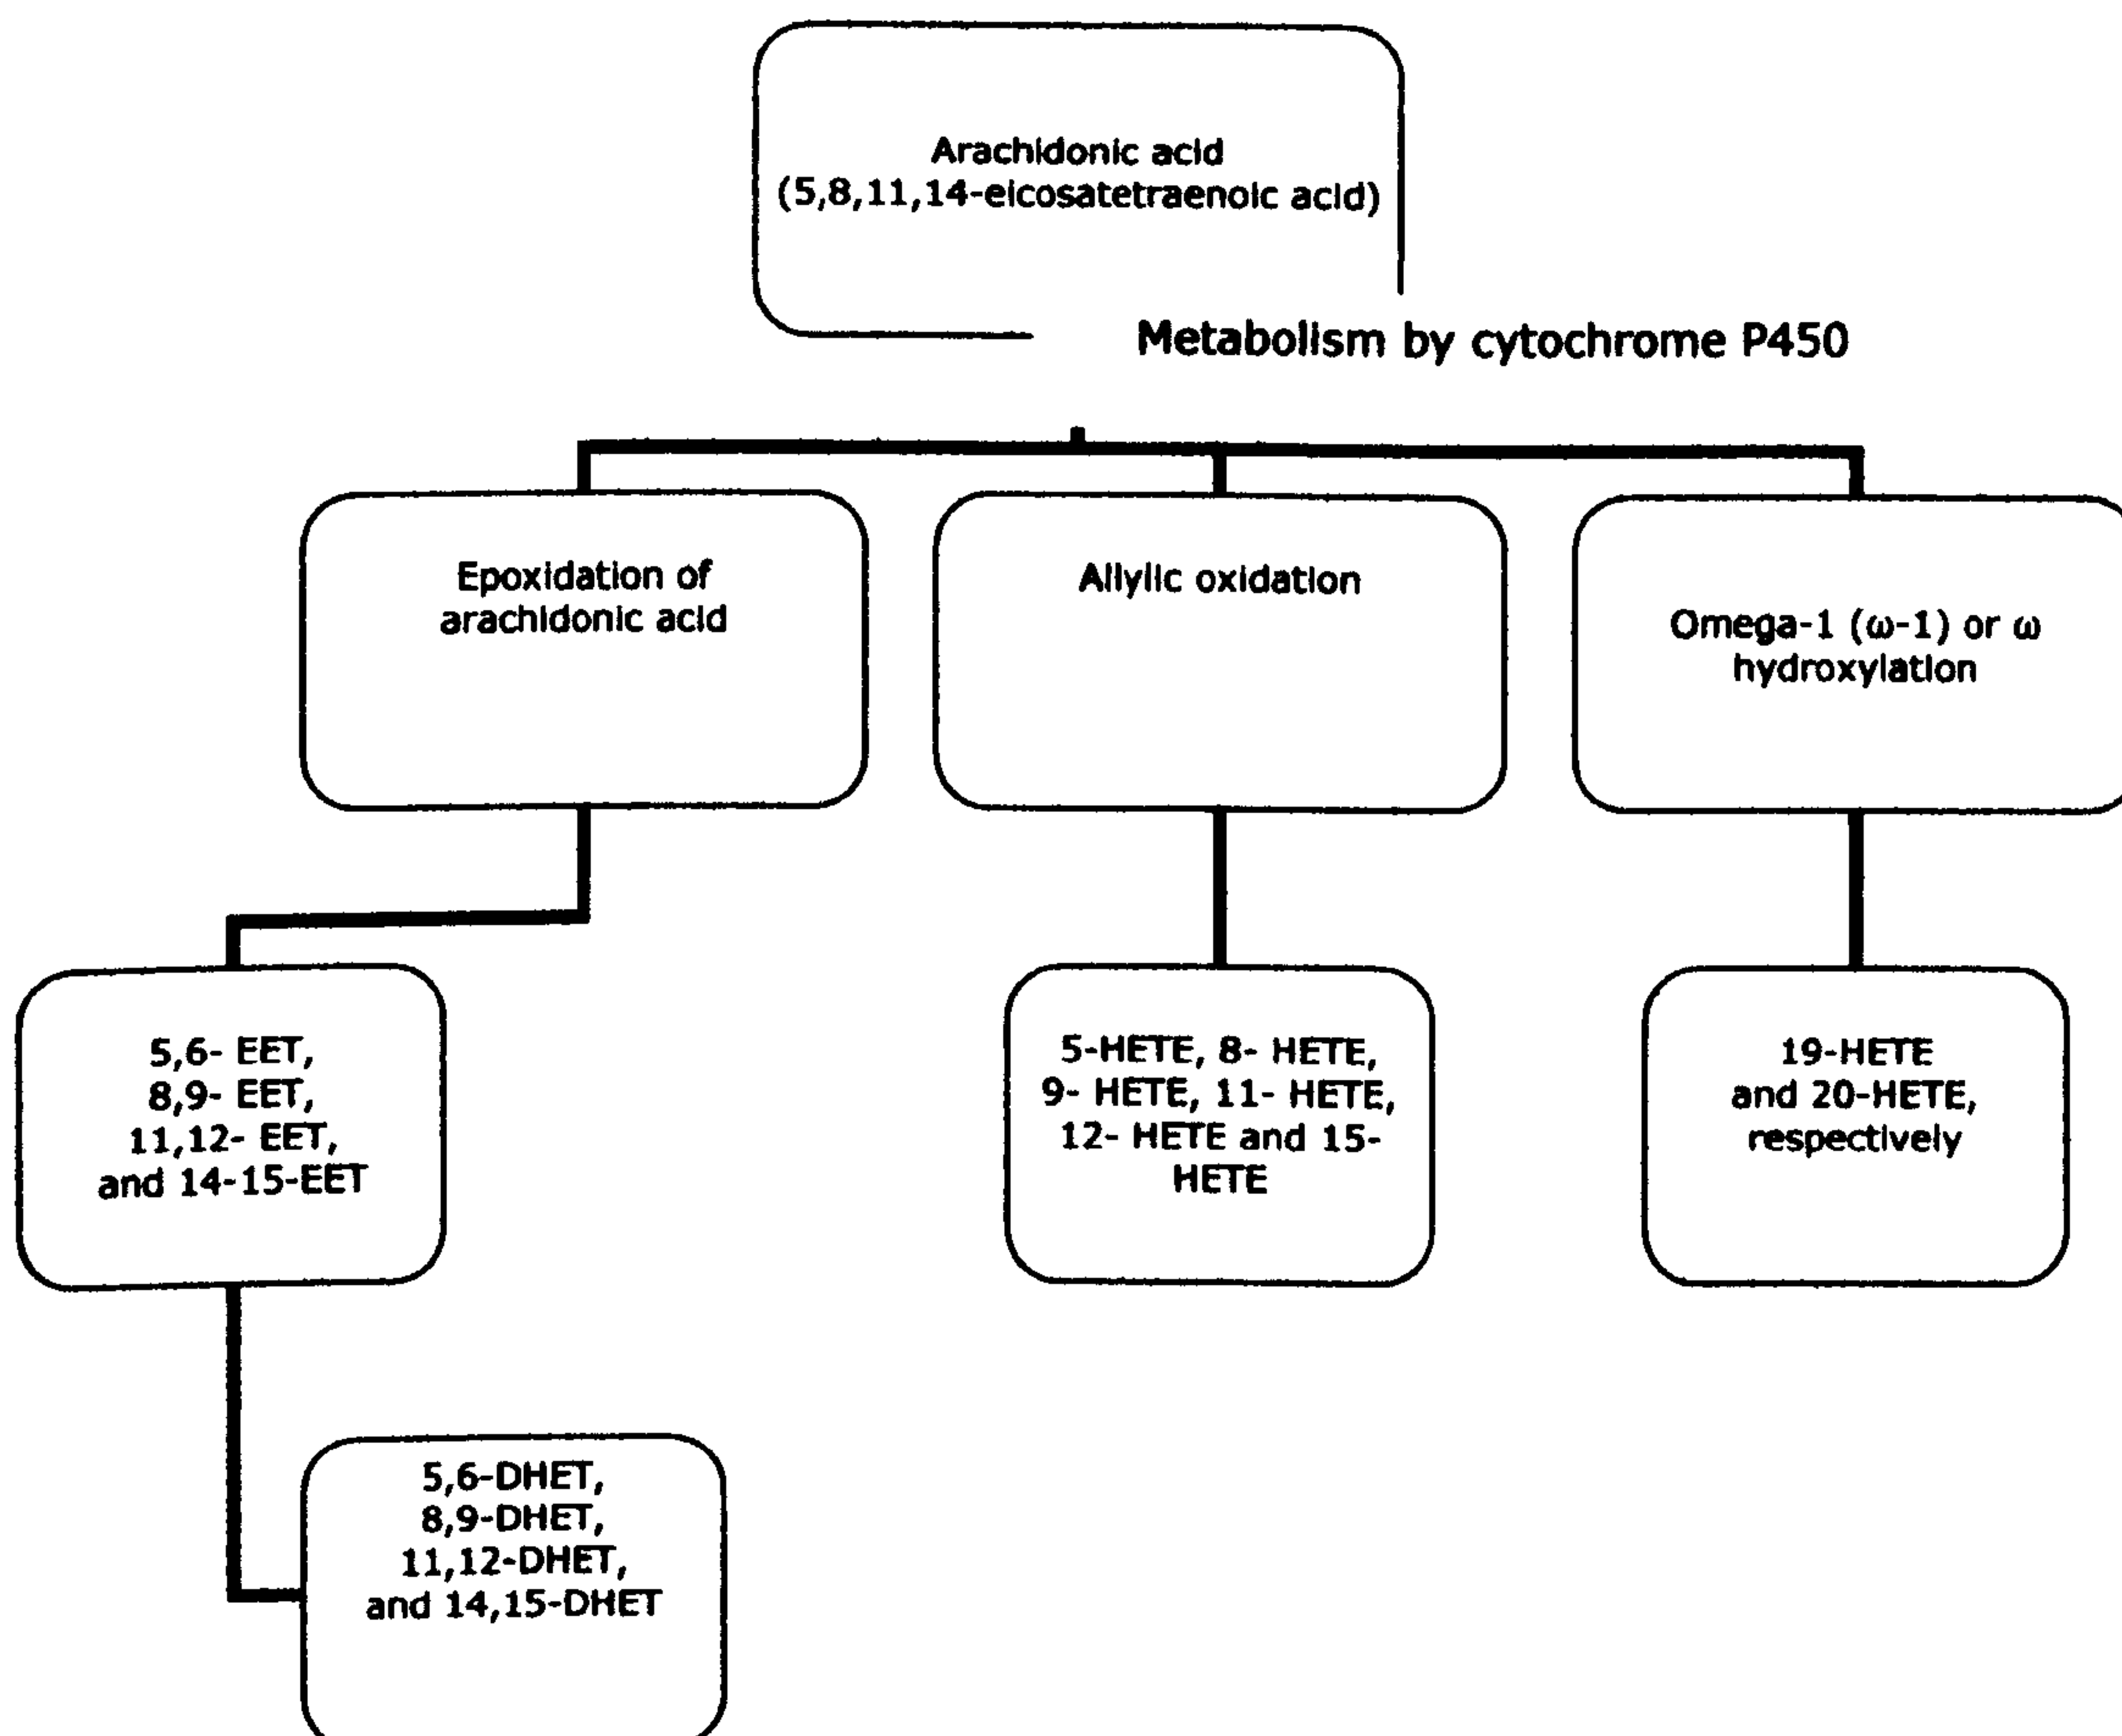 Arachidonic acid
(5,8,11,14-eicosatetraenoic acid)
Metabolism by cytochrome P450
Epoxidation of
arachidonic acid
Allylic oxidation
Omega-1 (ω-1) or ω
hydroxylation
5,6- EET,
8,9- EET,
11,12- EET,
and 14-15-EET
5-HETE, 8- HETE,
9- HETE, 11- HETE,
12- HETE and 15-
HETE
19-HETE
and 20-HETE,
respectively
5,6-DHET,
8,9-DHET,
11,12-DHET,
and 14,15-DHET